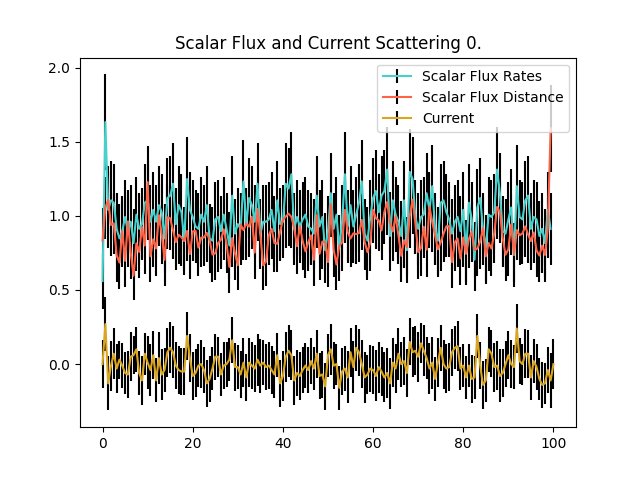 Scalar Flux and Current Scattering 0.
2.0
1.5
1.0
0.5
0.0
Scalar Flux Rates
Scalar Flux Distance
Current
0 20 40 60 80 100